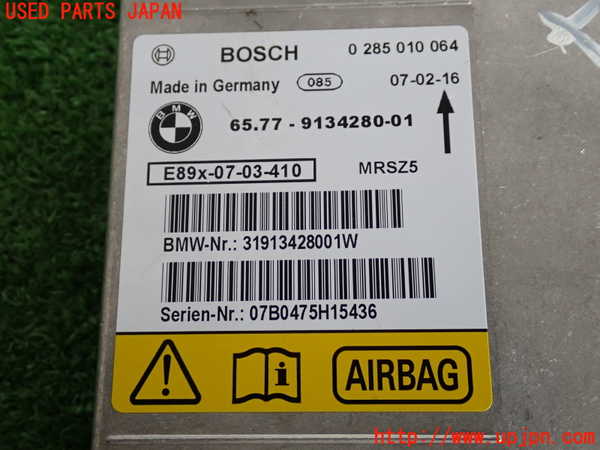 USED PARTS JAPAN
BOSCH 0 285 010 064
Made in Germany 085 07-02-16
BMW
65.77 - 9134280-01
E89x-07-03-410 MRSZ5
BMW-Nr.: 31913428001W
Serien-Nr.: 07B0475H15436
! i AIRBAG
http://www.upjpn.com